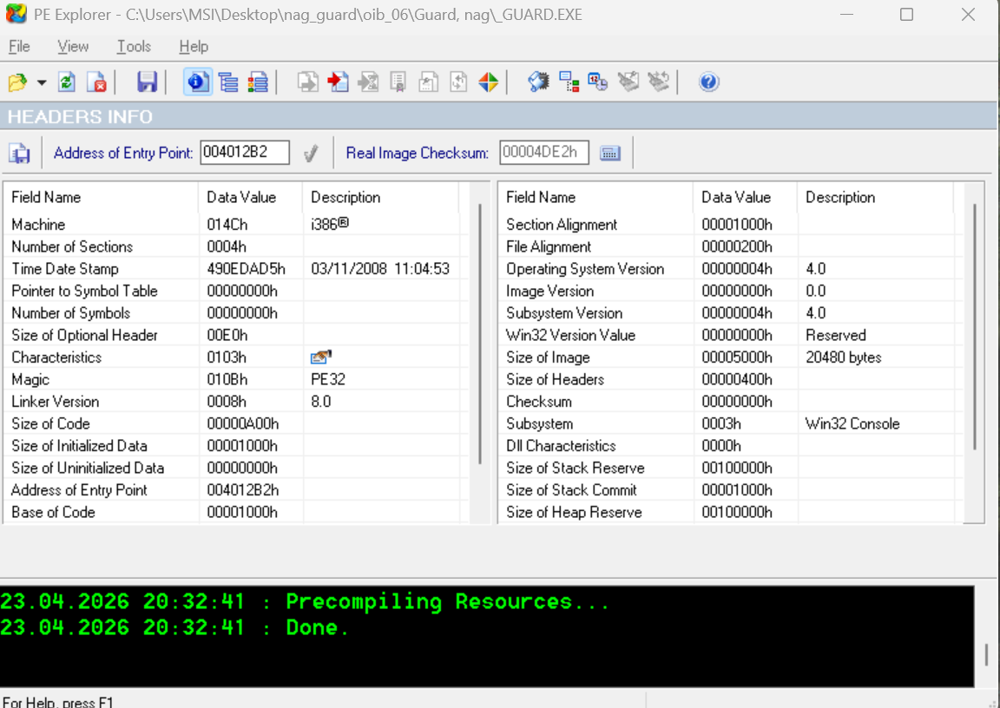 PE Explorer - C:\Users\MSI\Desktop\nag_guard\oib_06\Guard, nag\_GUARD.EXE
File View Tools Help
HEADERS INFO
Address of Entry Point: 004012B2 Real Image Checksum: 00004DE2h
Field Name Data Value Description
Machine 014Ch i386®
Number of Sections 0004h
Time Date Stamp 490EDAD5h 03/11/2008 11:04:53
Pointer to Symbol Table 00000000h
Number of Symbols 00000000h
Size of Optional Header 00E0h
Characteristics 0103h
Magic 010Bh PE32
Linker Version 0008h 8.0
Size of Code 00000A00h
Size of Initialized Data 00001000h
Size of Uninitialized Data 00000000h
Address of Entry Point 004012B2h
Base of Code 00001000h
Field Name Data Value Description
Section Alignment 00001000h
File Alignment 00000200h
Operating System Version 00000004h 4.0
Image Version 00000000h 0.0
Subsystem Version 00000004h 4.0
Win32 Version Value 00000000h Reserved
Size of Image 00005000h 20480 bytes
Size of Headers 00000400h
Checksum 00000000h
Subsystem 0003h Win32 Console
Dll Characteristics 0000h
Size of Stack Reserve 00100000h
Size of Stack Commit 00001000h
Size of Heap Reserve 00100000h
23.04.2026 20:32:41 : Precompiling Resources...
23.04.2026 20:32:41 : Done.
For Help, press F1